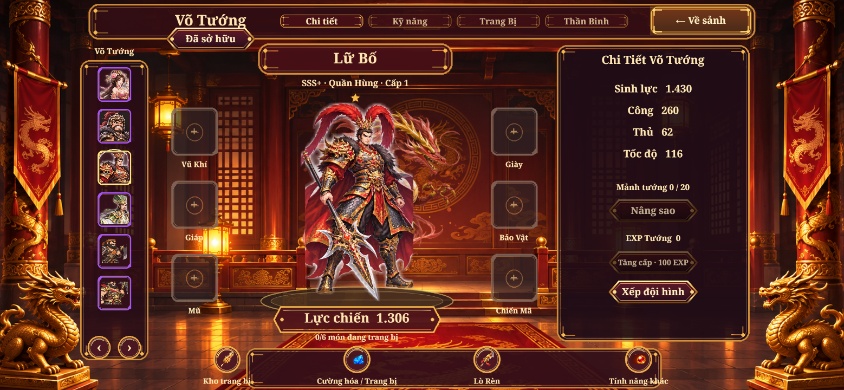 Võ Tướng
Chi tiết
Kỹ năng
Trang Bị
Thần Binh
← Về sảnh
Đã sở hữu
Võ Tướng
Lữ Bố
SSS+ · Quần Hùng · Cấp 1
Vũ Khí
Giáp
Mũ
Giày
Bảo Vật
Chiến Mã
Lực chiến 1.306
0/6 món đang trang bị
Chi Tiết Võ Tướng
Sinh lực 1.430
Công 260
Thủ 62
Tốc độ 116
Mảnh tướng 0 / 20
Nâng sao
EXP Tướng 0
Tăng cấp · 100 EXP
Xếp đội hình
Kho trang bị
Cường hóa / Trang bị
Lò Rèn
Tính năng khác